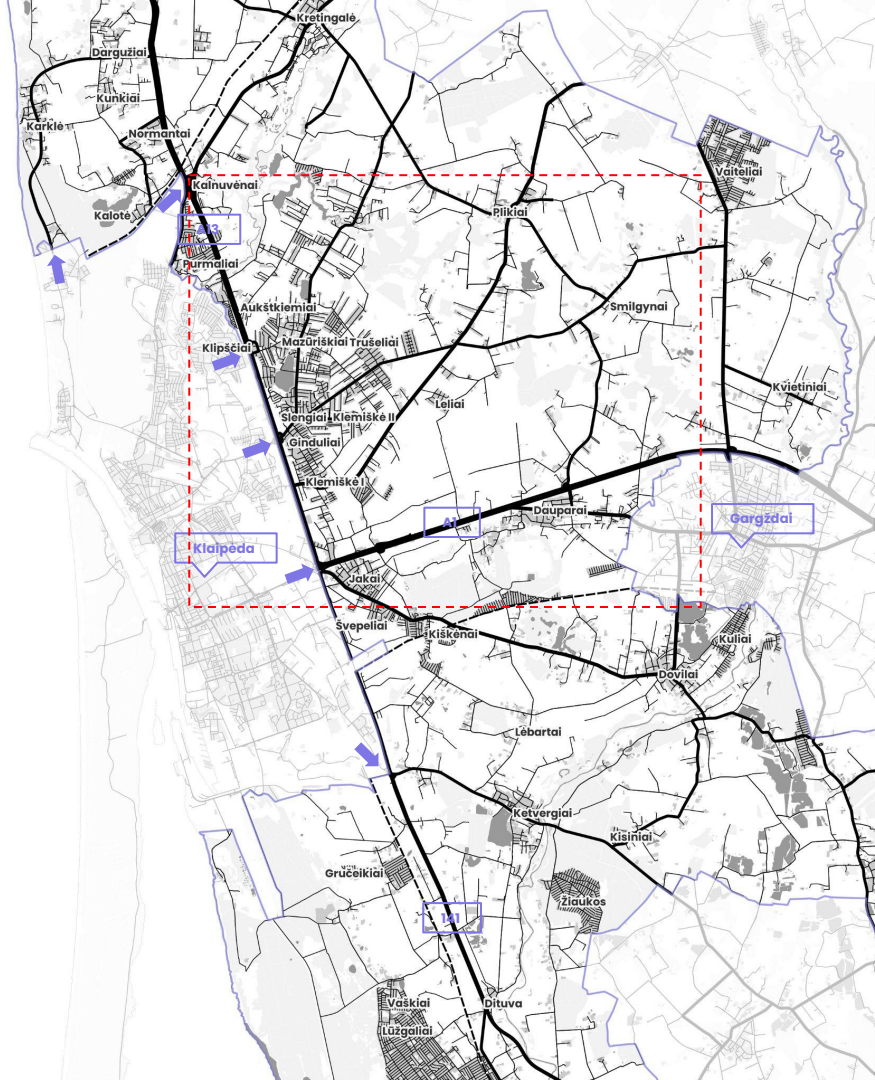 Kretingalė
Dargužiai
Kunkiai
Karklė
Normantai
Vaiteliai
Kalnuvėnai
Kalotė
Plikiai
A13
Purmaliai
Aukštkiemiai
Smilgynai
Klipščiai
Mazūriškiai
Trušeliai
Kvietiniai
Leliai
Slengiai
Klemiškė II
Ginduliai
Klemiškė I
Dauparai
A1
Gargždai
Klaipėda
Jakai
Švepeliai
Kiškėnai
Kuliai
Dovilai
Lėbartai
Ketvergiai
Kisiniai
Gručeikiai
Žiaukos
141
Vaškiai
Dituva
Lūžgaliai